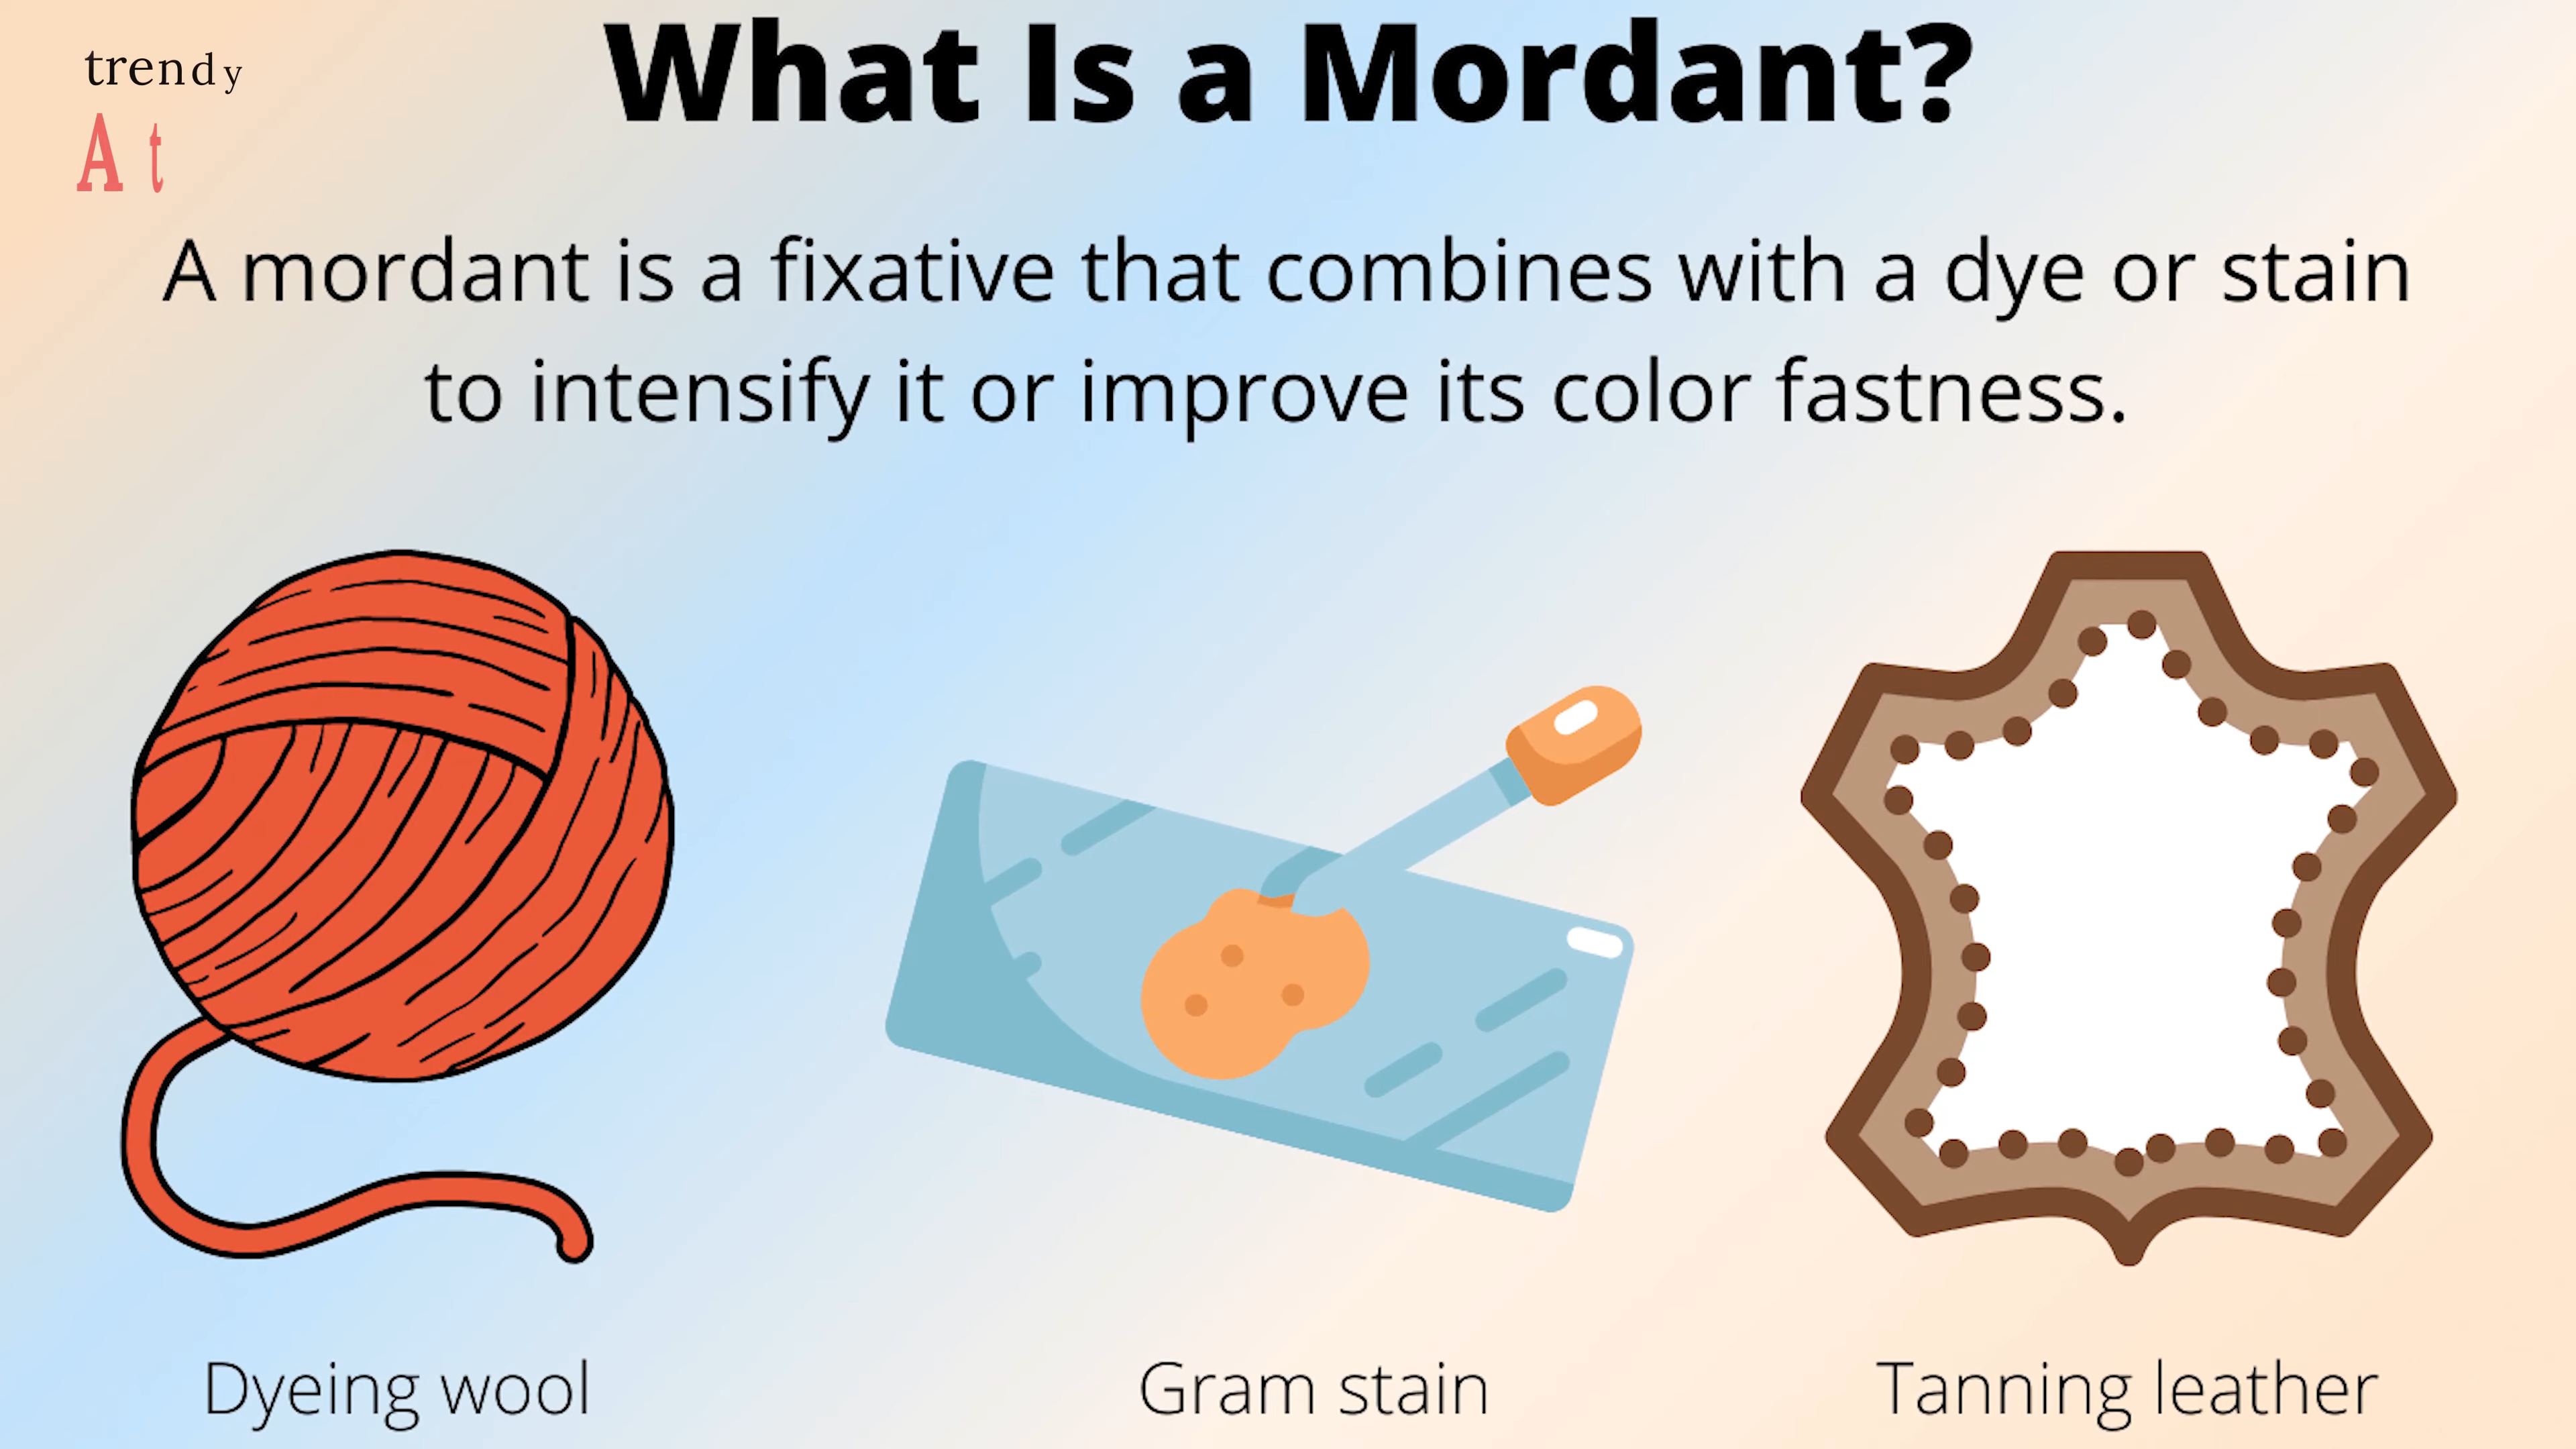 trendy
At
What Is a Mordant?
A mordant is a fixative that combines with a dye or stain
to intensify it or improve its color fastness.
Dyeing wool
Gram stain
Tanning leather